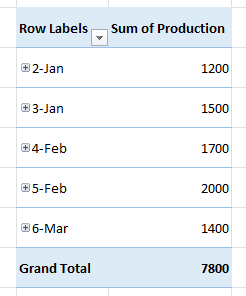 Row Labels Sum of Production
2-Jan 1200
3-Jan 1500
4-Feb 1700
5-Feb 2000
6-Mar 1400
Grand Total 7800